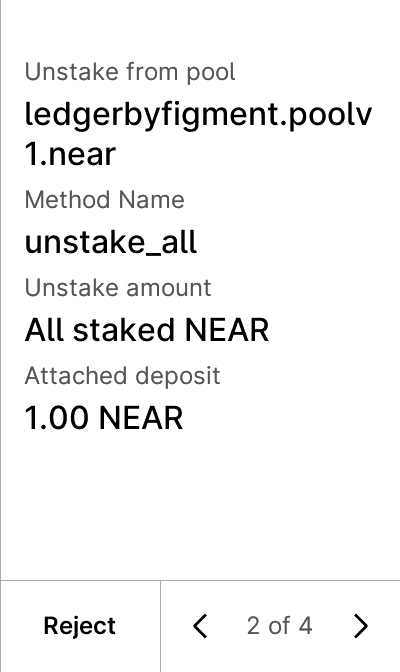 Unstake from pool
ledgerbyfigment.poolv
1.near
Method Name
unstake_all
Unstake amount
All staked NEAR
Attached deposit
1.00 NEAR
Reject 2 of 4